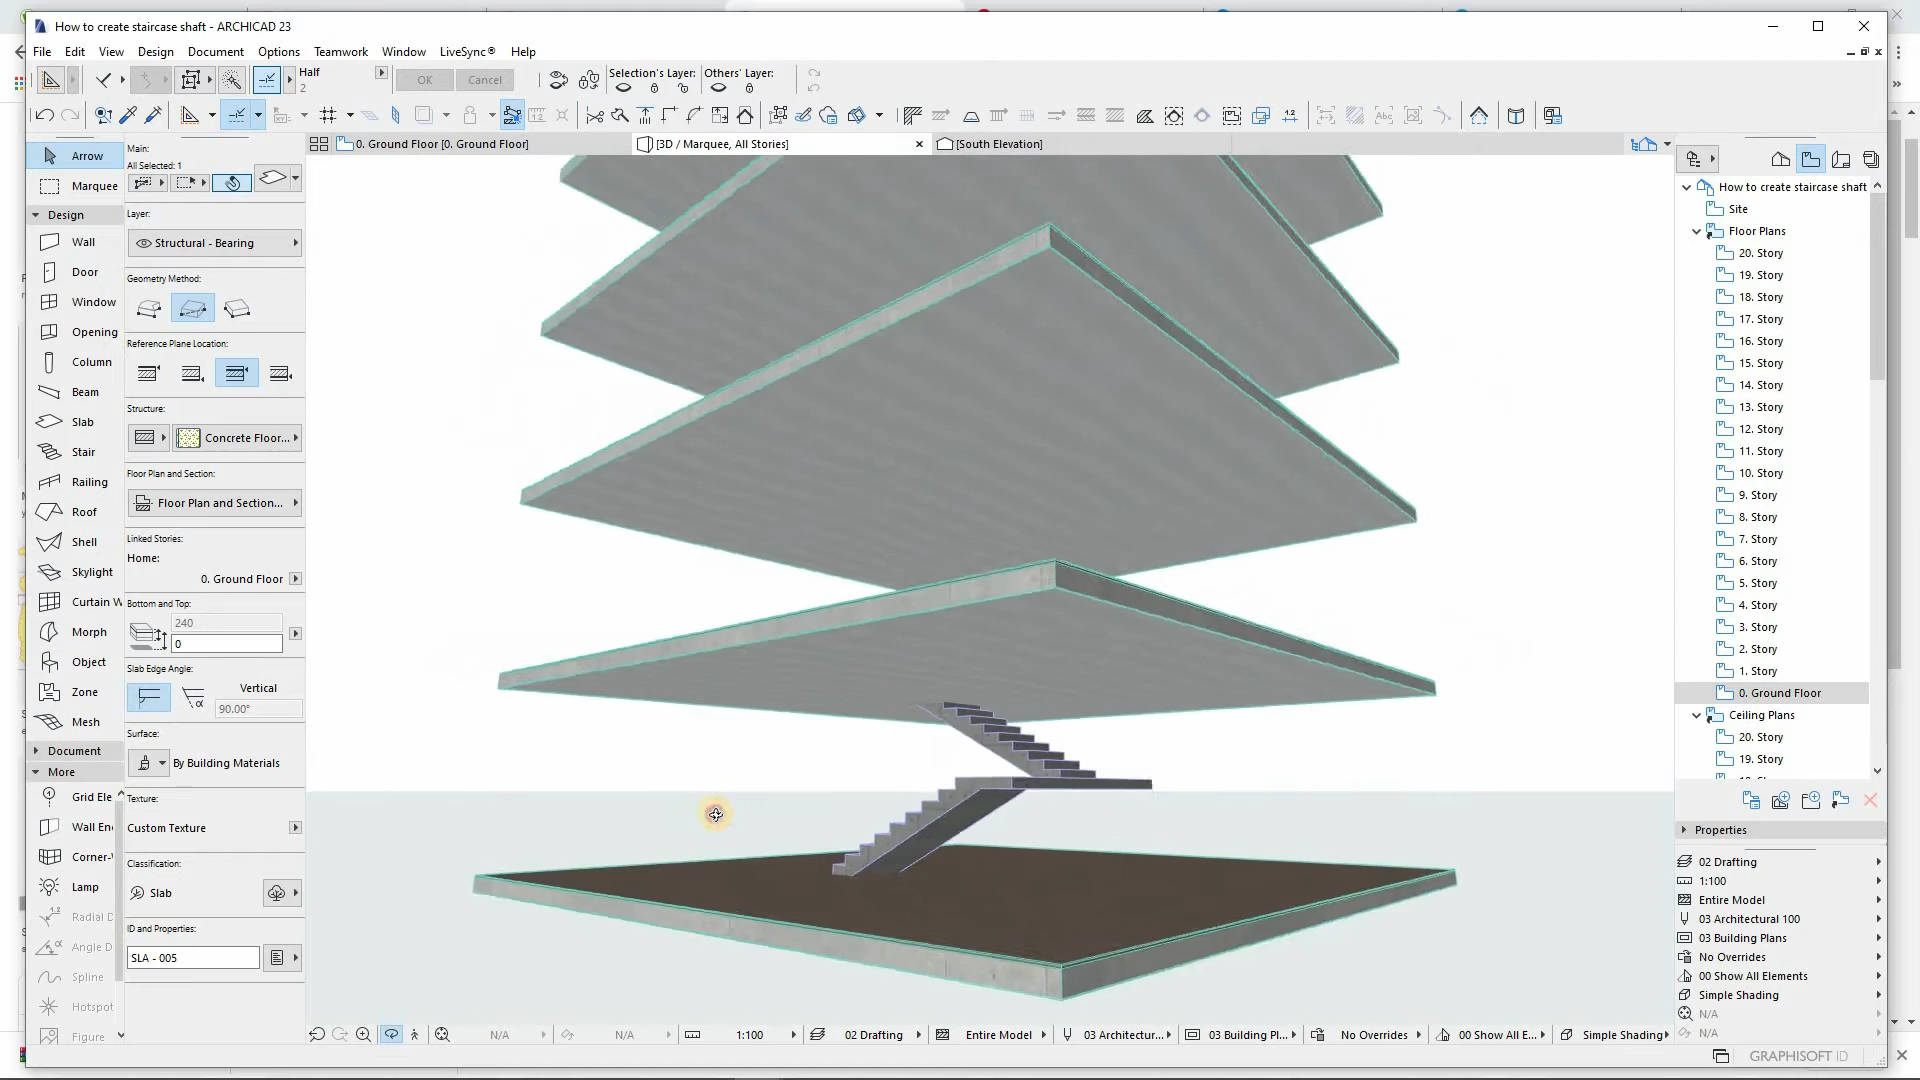 How to create staircase shaft - ARCHICAD 23
File Edit View Design Document Options Teamwork Window LiveSync® Help
Half
2
OK
Cancel
Selection's Layer:
Others' Layer:
0. Ground Floor [0. Ground Floor]
[3D / Marquee, All Stories]
[South Elevation]
Arrow
Marquee
Design
Wall
Door
Window
Opening
Column
Beam
Slab
Stair
Railing
Roof
Shell
Skylight
Curtain W
Morph
Object
Zone
Mesh
Document
More
Grid Ele
Wall En
Corner-
Lamp
Radial D
Angle D
Spline
Hotspot
Figure
Main:
All Selected: 1
Layer:
Structural - Bearing
Geometry Method:
Reference Plane Location:
Structure:
Concrete Floor...
Floor Plan and Section:
Floor Plan and Section...
Linked Stories:
Home:
0. Ground Floor
Bottom and Top:
240
0
Slab Edge Angle:
Vertical
90.00°
Surface:
By Building Materials
Texture:
Custom Texture
Classification:
Slab
ID and Properties:
SLA - 005
How to create staircase shaft
Site
Floor Plans
20. Story
19. Story
18. Story
17. Story
16. Story
15. Story
14. Story
13. Story
12. Story
11. Story
10. Story
9. Story
8. Story
7. Story
6. Story
5. Story
4. Story
3. Story
2. Story
1. Story
0. Ground Floor
Ceiling Plans
20. Story
19. Story
Properties
02 Drafting
1:100
Entire Model
03 Architectural 100
03 Building Plans
No Overrides
00 Show All Elements
Simple Shading
N/A
N/A
N/A
N/A
1:100
02 Drafting
Entire Model
03 Architectur...
03 Building Pl...
No Overrides
00 Show All E...
Simple Shading
GRAPHISOFT ID